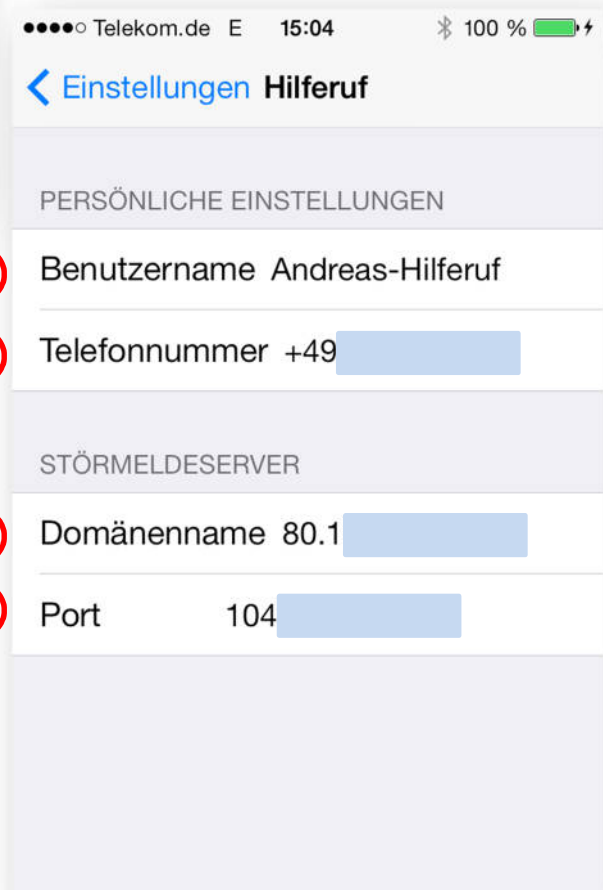 Telekom.de E 15:04 100 %
Einstellungen Hilferuf
PERSÖNLICHE EINSTELLUNGEN
Benutzername Andreas-Hilferuf
Telefonnummer +49
STÖRMELDESERVER
Domänenname 80.1
Port 104